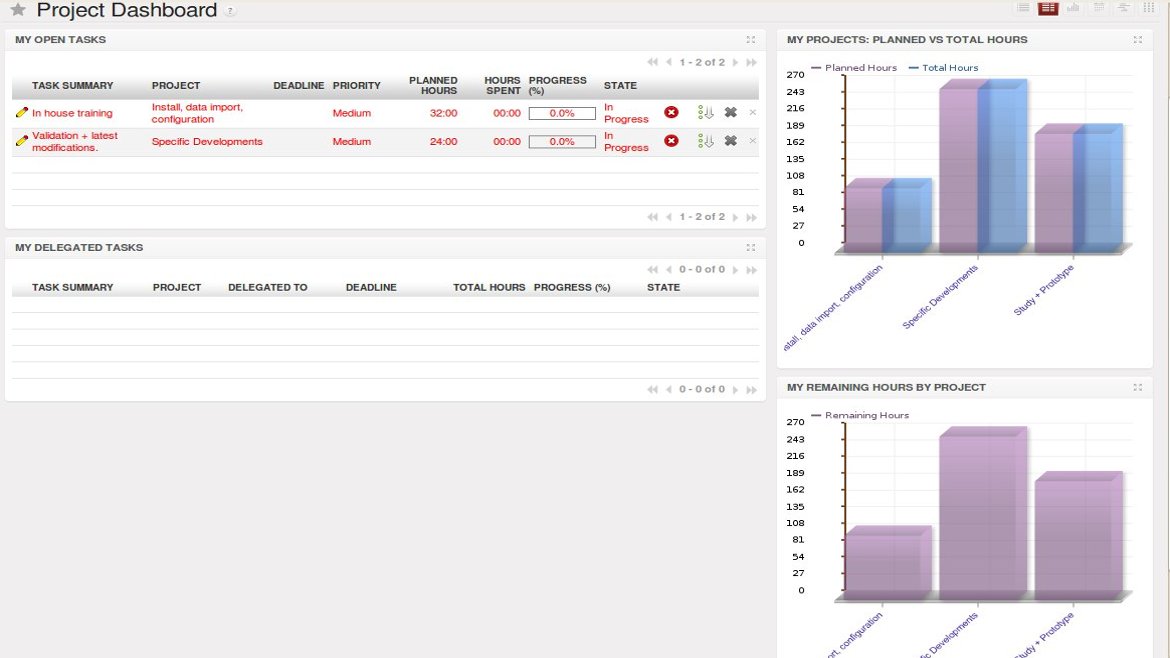 Project Dashboard ?
MY OPEN TASKS
1 - 2 of 2
TASK SUMMARY PROJECT DEADLINE PRIORITY PLANNED HOURS HOURS SPENT PROGRESS (%) STATE
In house training Install, data import, configuration Medium 32:00 00:00 0.0% In Progress
Validation + latest modifications. Specific Developments Medium 24:00 00:00 0.0% In Progress
1 - 2 of 2
MY DELEGATED TASKS
0 - 0 of 0
TASK SUMMARY PROJECT DELEGATED TO DEADLINE TOTAL HOURS PROGRESS (%) STATE
0 - 0 of 0
MY PROJECTS: PLANNED VS TOTAL HOURS
Planned Hours Total Hours
270
243
216
189
162
135
108
81
54
27
0
stall, data import, configuration
Specific Developments
Study + Prototype
MY REMAINING HOURS BY PROJECT
Remaining Hours
270
243
216
189
162
135
108
81
54
27
0
ort, configuration
fic Developments
tudy + Prototype